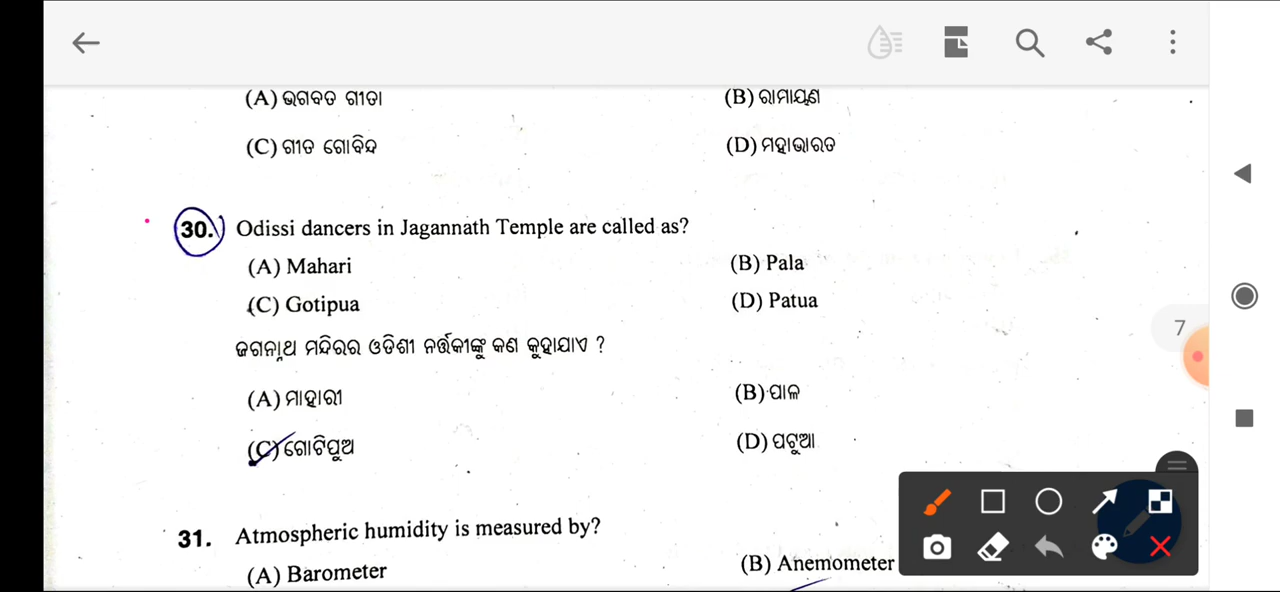 (A) ଭଗବତ ଗୀତା (B) ରାମାୟଣ
(C) ଗୀତ ଗୋବିନ୍ଦ (D) ମହାଭାରତ
30. Odissi dancers in Jagannath Temple are called as?
(A) Mahari (B) Pala
(C) Gotipua (D) Patua
ଜଗନ୍ନାଥ ମନ୍ଦିରର ଓଡିଶୀ ନର୍ତ୍ତକୀଙ୍କୁ କଣ କୁହାଯାଏ ?
(A) ମାହାରୀ (B) ପାଳ
(C) ଗୋଟିପୁଅ (D) ପଟୁଆ
31. Atmospheric humidity is measured by?
(A) Barometer (B) Anemometer
7